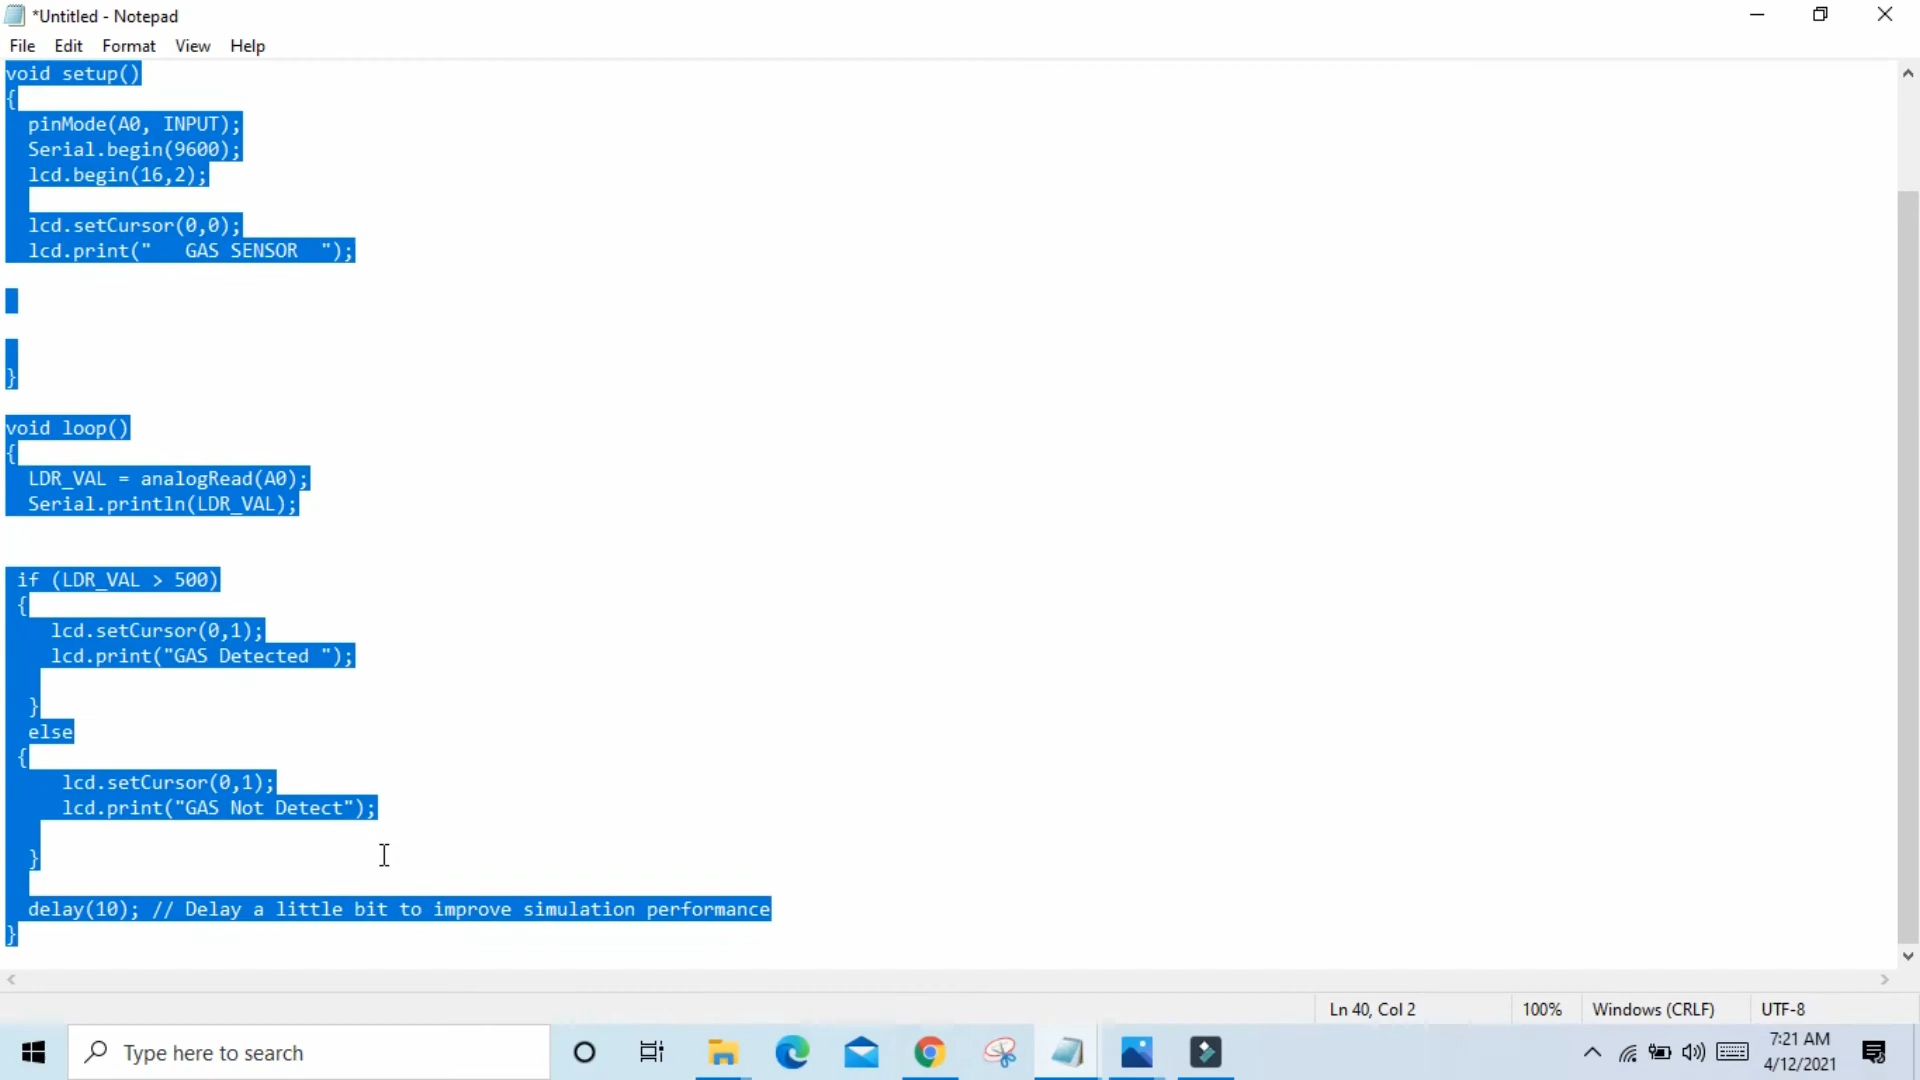 *Untitled - Notepad
File Edit Format View Help
void setup()
{
  pinMode(A0, INPUT);
  Serial.begin(9600);
  lcd.begin(16,2);
  lcd.setCursor(0,0);
  lcd.print("   GAS SENSOR  ");
}
void loop()
{
  LDR_VAL = analogRead(A0);
  Serial.println(LDR_VAL);
 if (LDR_VAL > 500)
 {
    lcd.setCursor(0,1);
    lcd.print("GAS Detected ");
  }
  else
 {
     lcd.setCursor(0,1);
     lcd.print("GAS Not Detect");
  }
  delay(10); // Delay a little bit to improve simulation performance
}
Ln 40, Col 2 100% Windows (CRLF) UTF-8
Type here to search
7:21 AM
4/12/2021